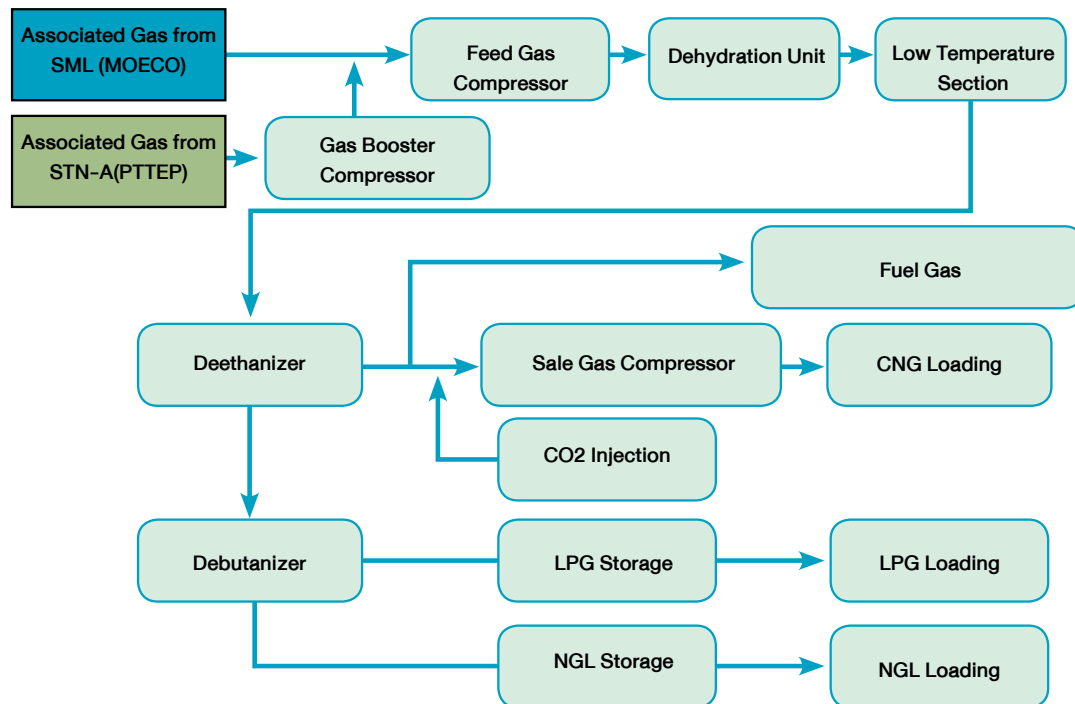 Associated Gas from
SML (MOECO)
Feed Gas
Compressor
Dehydration Unit
Low Temperature
Section
Associated Gas from
STN-A(PTTEP)
Gas Booster
Compressor
Fuel Gas
Deethanizer
Sale Gas Compressor
CNG Loading
CO2 Injection
Debutanizer
LPG Storage
LPG Loading
NGL Storage
NGL Loading